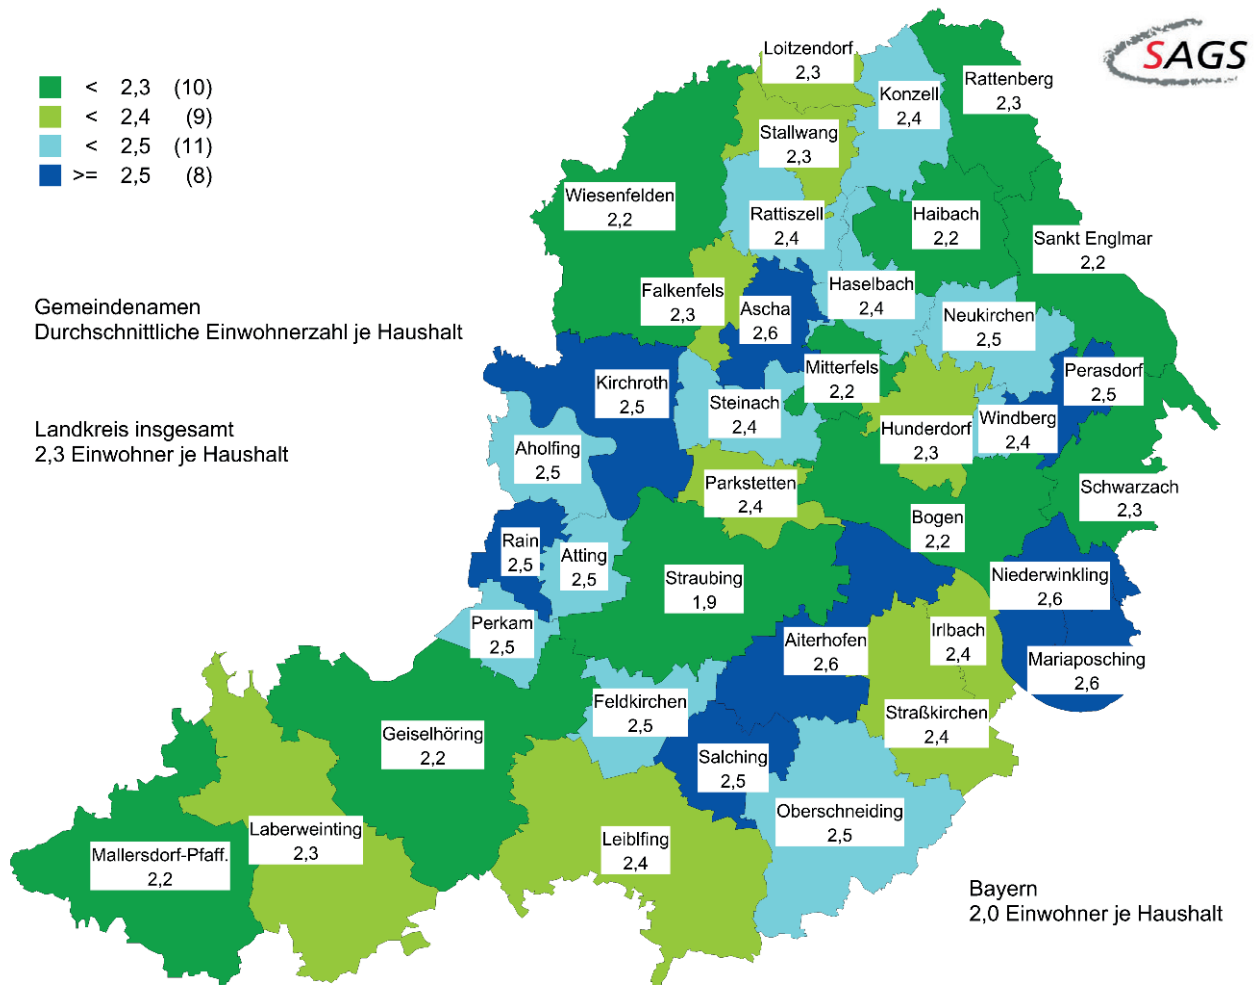 SAGS
< 2,3 (10)
< 2,4 (9)
< 2,5 (11)
>= 2,5 (8)
Gemeindenamen
Durchschnittliche Einwohnerzahl je Haushalt
Landkreis insgesamt
2,3 Einwohner je Haushalt
Loitzendorf
2,3
Konzell
2,4
Rattenberg
2,3
Stallwang
2,3
Wiesenfelden
2,2
Rattiszell
2,4
Haibach
2,2
Sankt Englmar
2,2
Falkenfels
2,3
Ascha
2,6
Haselbach
2,4
Neukirchen
2,5
Kirchroth
2,5
Mitterfels
2,2
Perasdorf
2,5
Steinach
2,4
Hunderdorf
2,3
Windberg
2,4
Aholfing
2,5
Parkstetten
2,4
Schwarzach
2,3
Bogen
2,2
Rain
2,5
Atting
2,5
Straubing
1,9
Niederwinkling
2,6
Perkam
2,5
Aiterhofen
2,6
Irlbach
2,4
Mariaposching
2,6
Feldkirchen
2,5
Straßkirchen
2,4
Geiselhöring
2,2
Salching
2,5
Oberschneiding
2,5
Laberweinting
2,3
Leiblfing
2,4
Mallersdorf-Pfaff.
2,2
Bayern
2,0 Einwohner je Haushalt